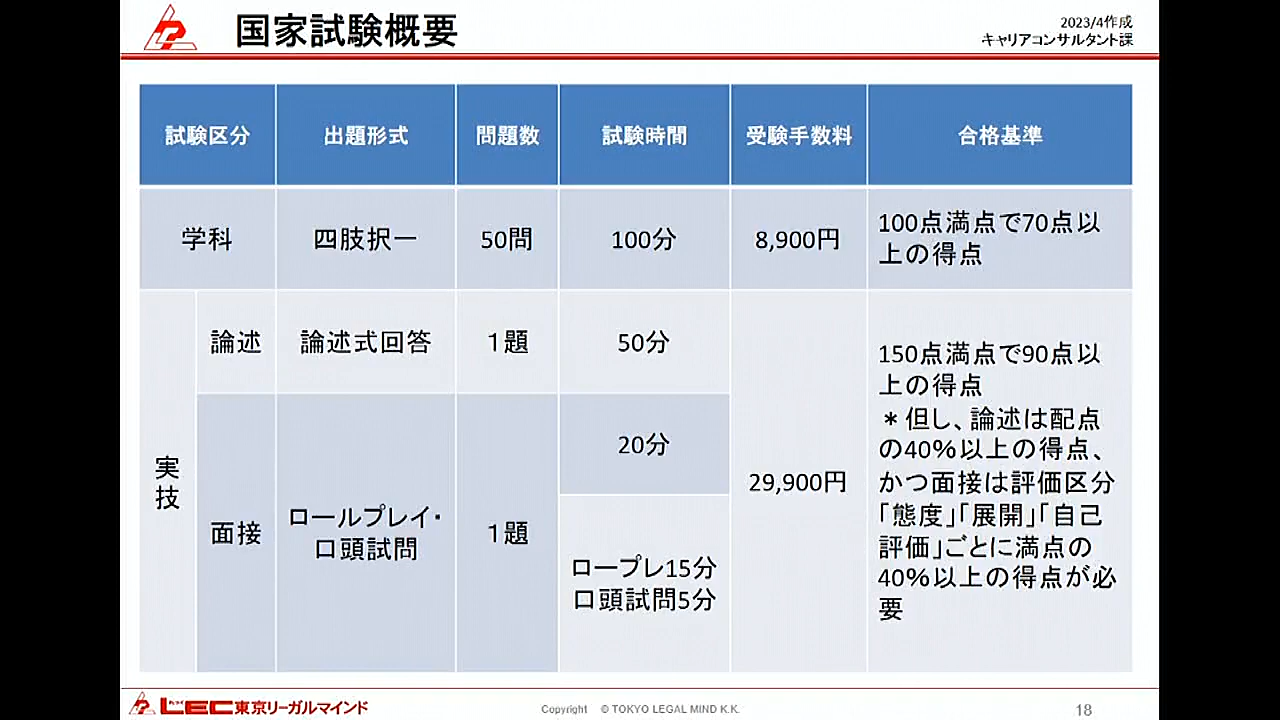 国家試験概要
2023/4作成
キャリアコンサルタント課
試験区分 出題形式 問題数 試験時間 受験手数料 合格基準
学科 四肢択一 50問 100分 8,900円 100点満点で70点以
上の得点
実技
論述 論述式回答 1題 50分
面接 ロールプレイ・
口頭試問
1題
20分
ロープレ15分
口頭試問5分
29,900円
150点満点で90点以
上の得点
*但し、論述は配点
の40%以上の得点、
かつ面接は評価区分
「態度」「展開」「自己
評価」ごとに満点の
40%以上の得点が必
要
LEC東京リーガルマインド
Copyright © TOKYO LEGAL MIND K.K.
18